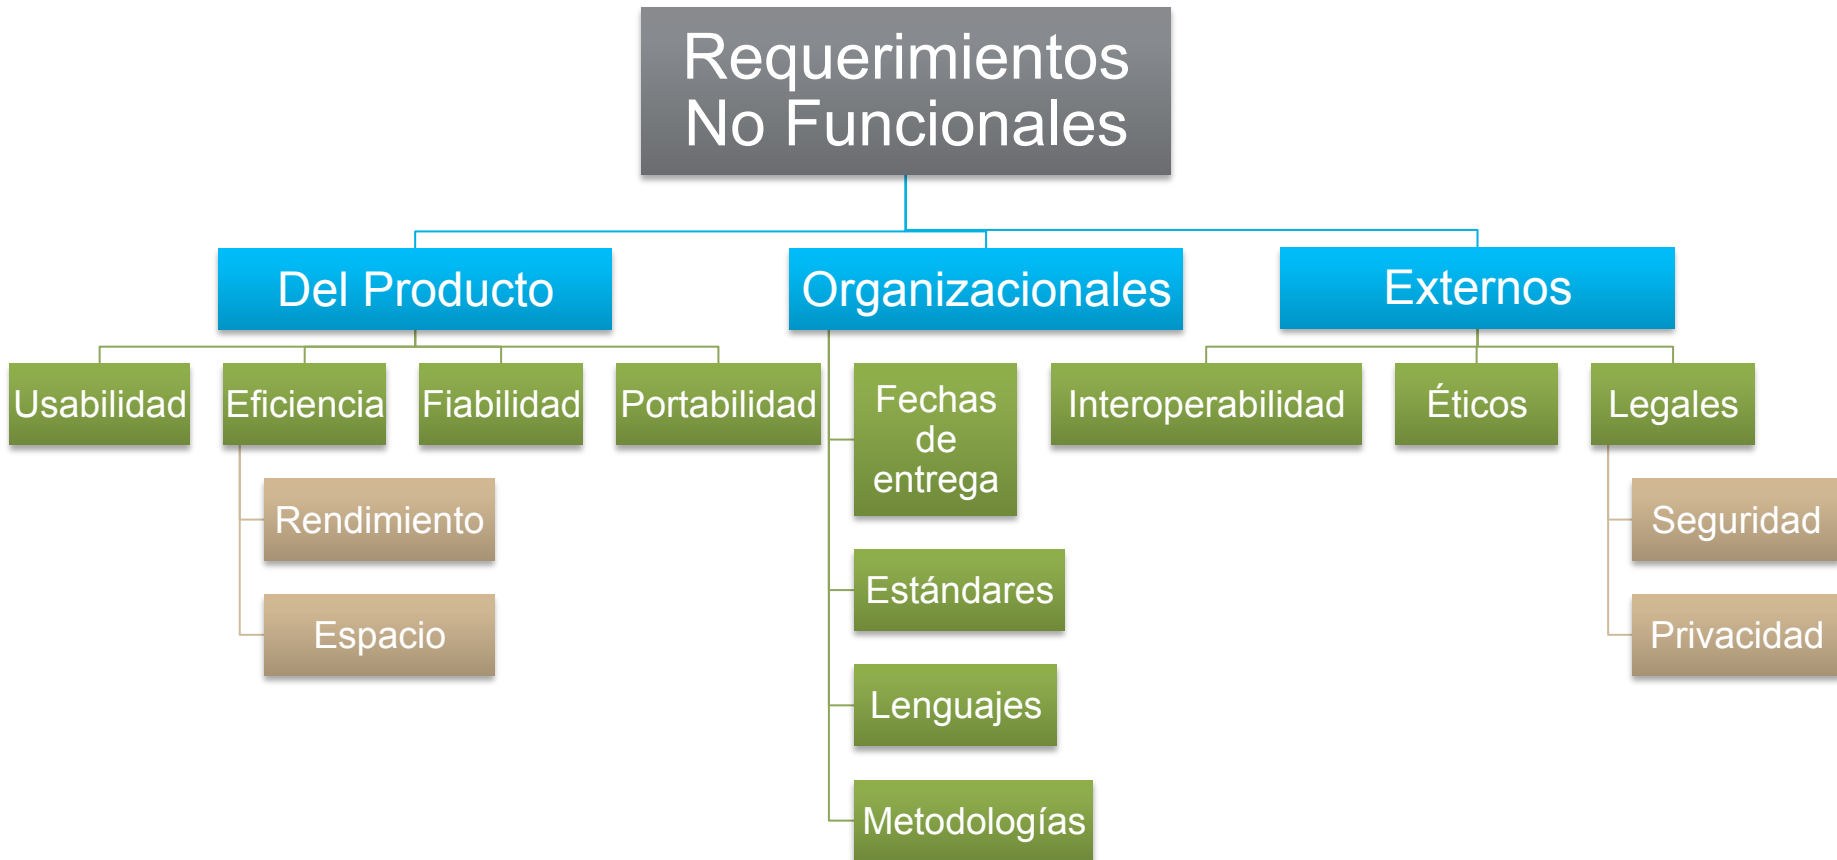 Requerimientos
No Funcionales
Del Producto
Organizacionales
Externos
Usabilidad
Eficiencia
Fiabilidad
Portabilidad
Fechas
de
entrega
Interoperabilidad
Éticos
Legales
Rendimiento
Espacio
Estándares
Lenguajes
Metodologías
Seguridad
Privacidad